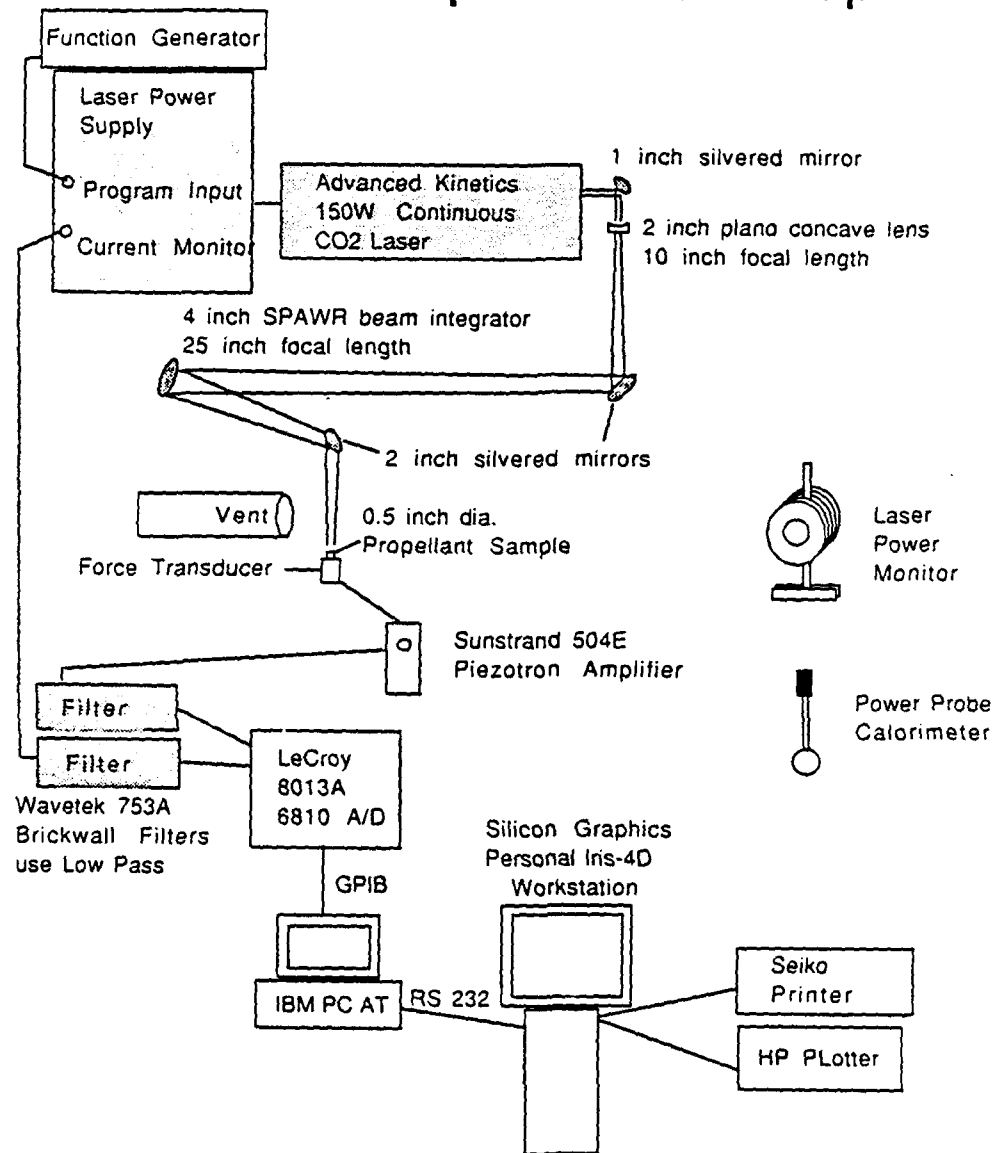 Function Generator
Laser Power
Supply
Program Input
Current Monitor
Advanced Kinetics
150W Continuous
CO2 Laser
1 inch silvered mirror
2 inch plano concave lens
10 inch focal length
4 inch SPAWR beam integrator
25 inch focal length
2 inch silvered mirrors
Vent
0.5 inch dia.
Propellant Sample
Force Transducer
Laser
Power
Monitor
Sunstrand 504E
Piezotron Amplifier
Power Probe
Calorimeter
Filter
Filter
Wavetek 753A
Brickwall Filters
use Low Pass
LeCroy
8013A
6810 A/D
GPIB
Silicon Graphics
Personal Iris-4D
Workstation
IBM PC AT
RS 232
Seiko
Printer
HP PLotter